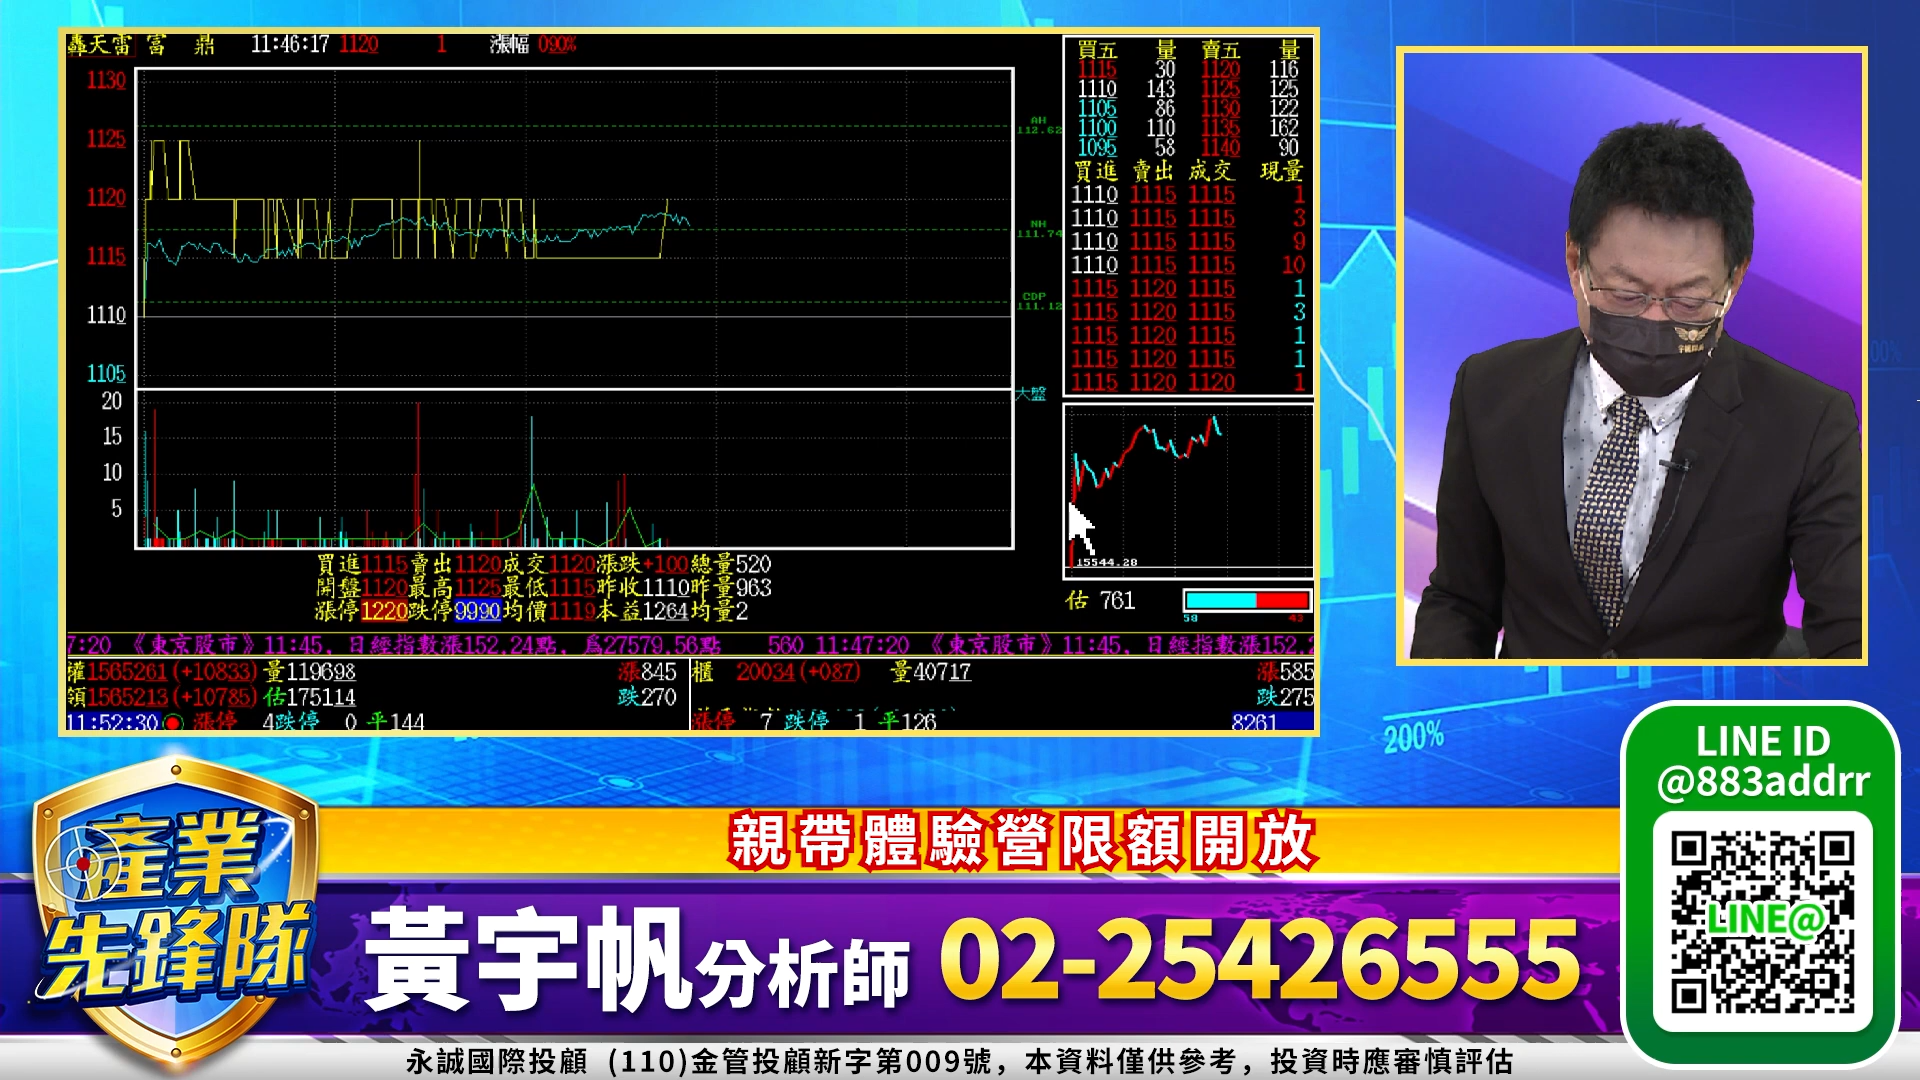 轟天雷 富 鼎 11:46:17 1120 1 漲幅 090%
1130
1125
1120
1115
1110
1105
20
15
10
5
AH
112.62
NH
111.74
CDP
111.12
大盤
買五 量 賣五 量
1115 30 1120 116
1110 143 1125 125
1105 86 1130 122
1100 110 1135 162
1095 58 1140 90
買進 賣出 成交 現量
1110 1115 1115 1
1110 1115 1115 3
1110 1115 1115 9
1110 1115 1115 10
1115 1120 1115 1
1115 1120 1115 3
1115 1120 1115 1
1115 1120 1115 1
1115 1120 1120 1
15544.28
估 761
58 43
買進1115賣出1120成交1120漲跌+100總量520
開盤1120最高1125最低1115昨收1110昨量963
漲停1220跌停9990均價1119本益1264均量2
7:20 《東京股市》11:45, 日經指數漲152.24點, 為27579.56點 560 11:47:20 《東京股市》11:45, 日經指數漲152.2
權1565261(+10833)量119698 漲845
領1565213(+10785)估175114 跌270
11:52:30 漲停 4跌停 0 平144
櫃 20034(+087) 量40717 漲585
跌275
漲停 7 跌停 1 平126 8261
200%
LINE ID
@883addrr
LINE@
產業
先鋒隊
親帶體驗營限額開放
黃宇帆分析師 02-25426555
永誠國際投顧 (110)金管投顧新字第009號，本資料僅供參考，投資時應審慎評估